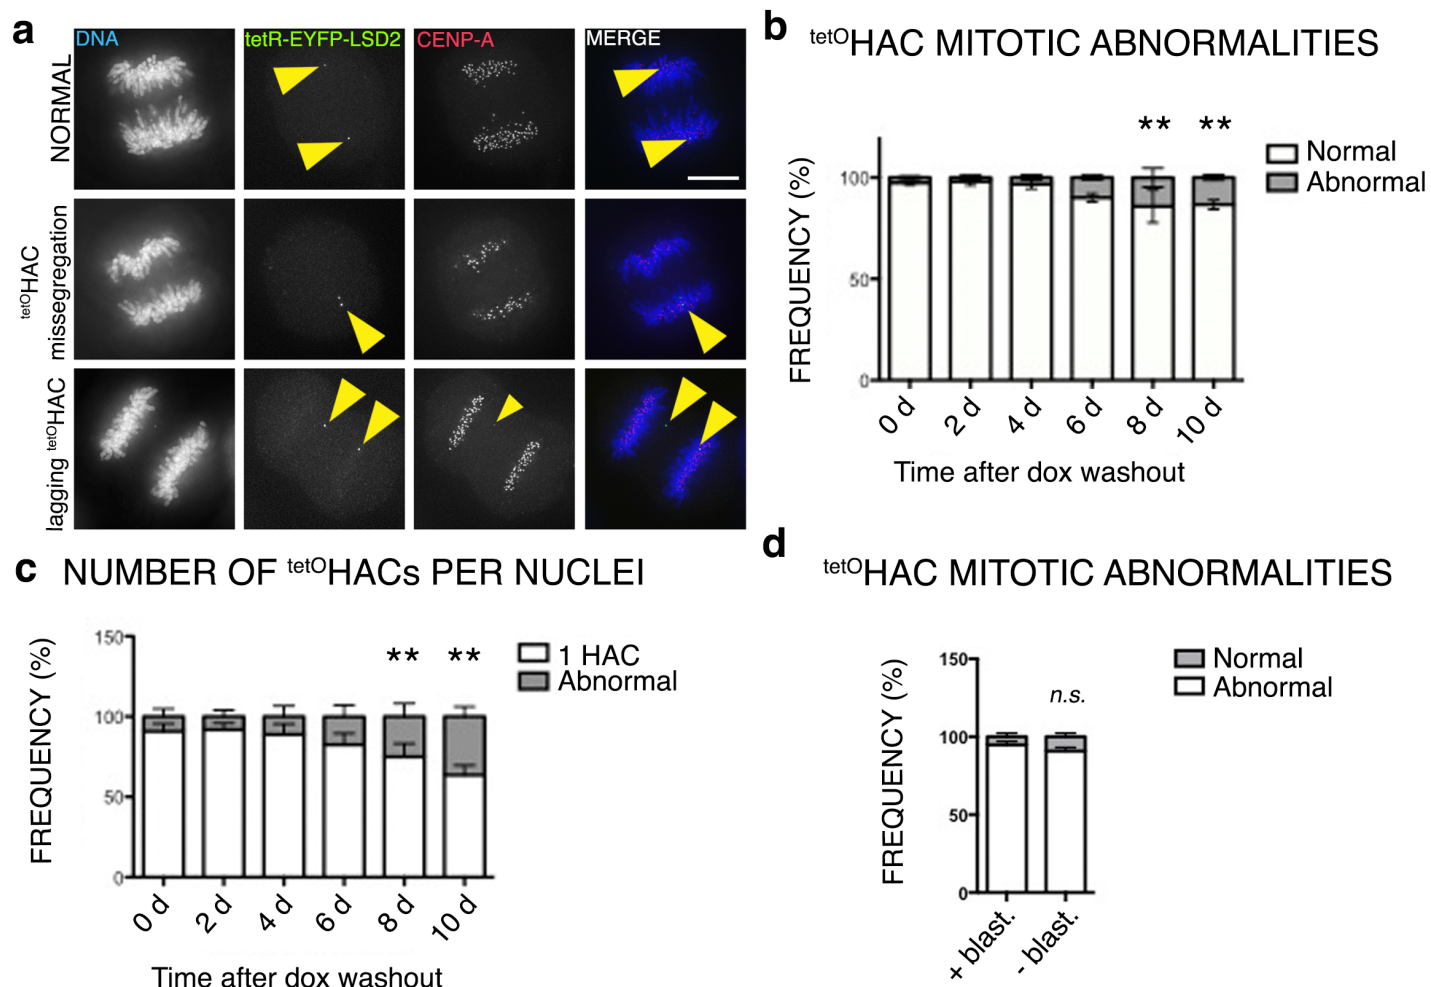 a
DNA
tetR-EYFP-LSD2
CENP-A
MERGE
NORMAL
tetOHAC
missegregation
lagging tetOHAC
b
tetOHAC MITOTIC ABNORMALITIES
** **
Normal
Abnormal
FREQUENCY (%)
100
50
0
0 d 2 d 4 d 6 d 8 d 10 d
Time after dox washout
c
NUMBER OF tetOHACs PER NUCLEI
** **
1 HAC
Abnormal
FREQUENCY (%)
150
100
50
0
0 d 2 d 4 d 6 d 8 d 10 d
Time after dox washout
d
tetOHAC MITOTIC ABNORMALITIES
n.s.
Normal
Abnormal
FREQUENCY (%)
150
100
50
0
+ blast. - blast.